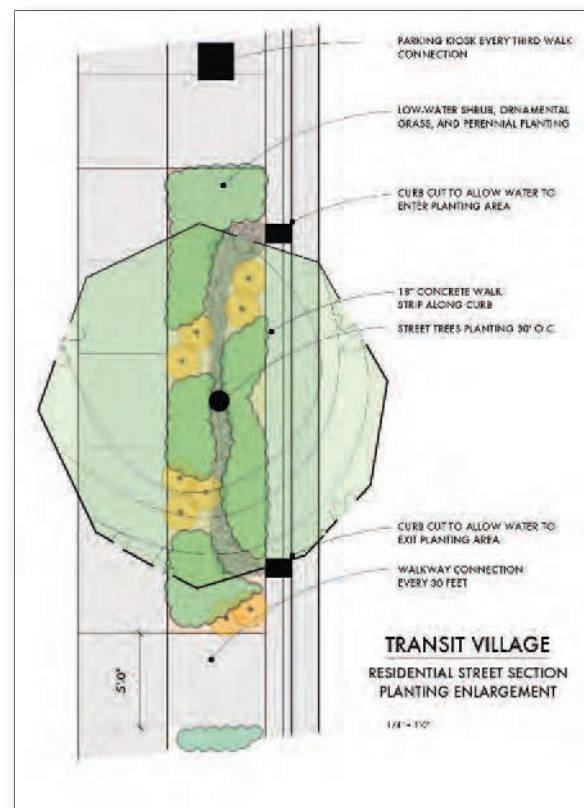 PARKING KIOSK EVERY THIRD WALK
CONNECTION
LOW-WATER SHRUB, ORNAMENTAL
GRASS, AND PERENNIAL PLANTING
CURB CUT TO ALLOW WATER TO
ENTER PLANTING AREA
18" CONCRETE WALK
STRIP ALONG CURB
STREET TREES PLANTING 30' O.C.
CURB CUT TO ALLOW WATER TO
EXIT PLANTING AREA
WALKWAY CONNECTION
EVERY 30 FEET
5'0"
TRANSIT VILLAGE
RESIDENTIAL STREET SECTION
PLANTING ENLARGEMENT